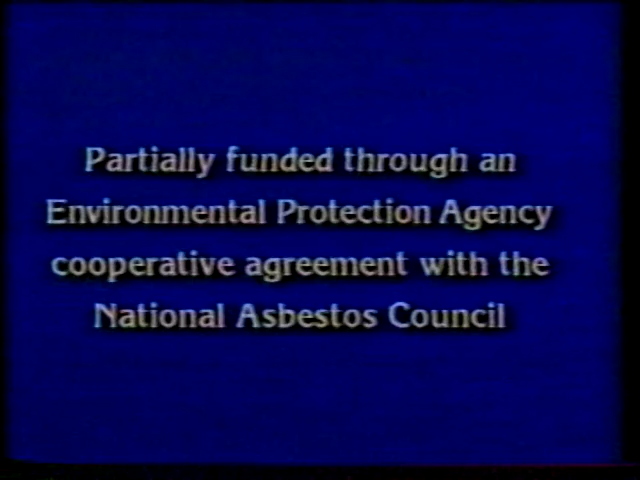 Partially funded through an
Environmental Protection Agency
cooperative agreement with the
National Asbestos Council